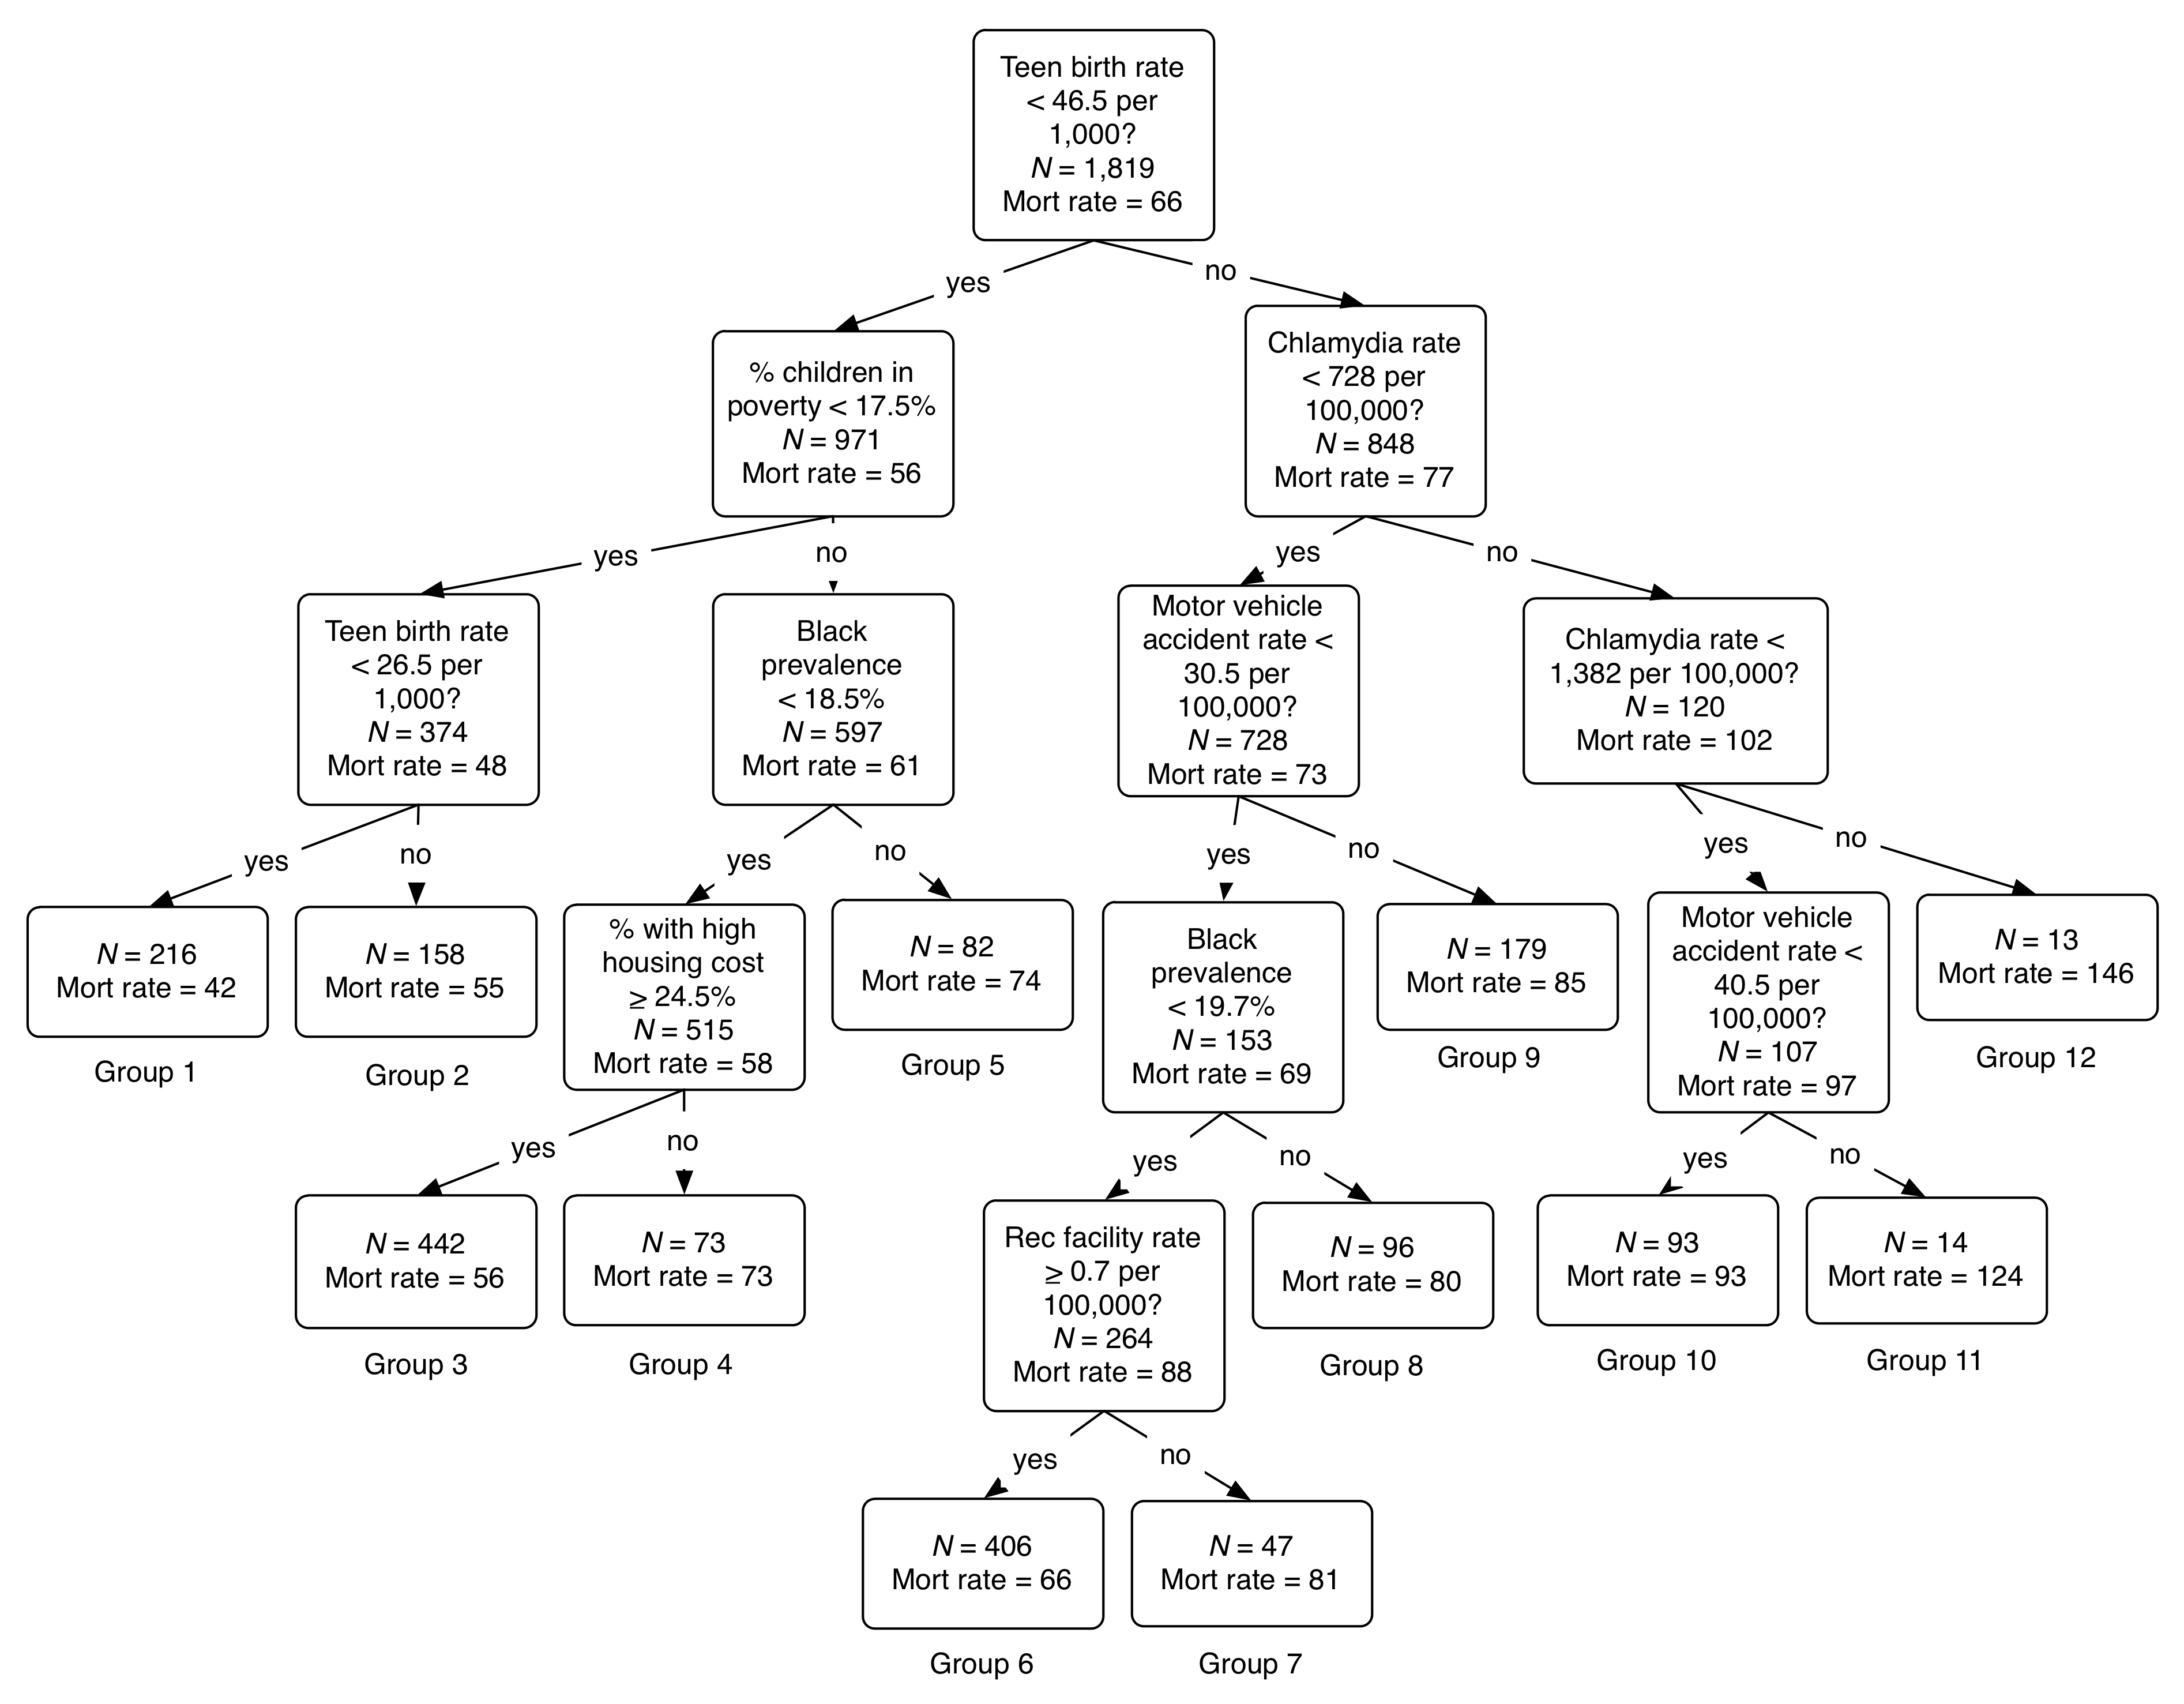 Teen birth rate
< 46.5 per
1,000?
N = 1,819
Mort rate = 66
yes
no
% children in
poverty < 17.5%
N = 971
Mort rate = 56
Chlamydia rate
< 728 per
100,000?
N = 848
Mort rate = 77
yes
no
yes
no
Teen birth rate
< 26.5 per
1,000?
N = 374
Mort rate = 48
Black
prevalence
< 18.5%
N = 597
Mort rate = 61
Motor vehicle
accident rate <
30.5 per
100,000?
N = 728
Mort rate = 73
Chlamydia rate <
1,382 per 100,000?
N = 120
Mort rate = 102
yes
no
yes
no
yes
no
yes
no
N = 216
Mort rate = 42
Group 1
N = 158
Mort rate = 55
Group 2
% with high
housing cost
≥ 24.5%
N = 515
Mort rate = 58
N = 82
Mort rate = 74
Group 5
Black
prevalence
< 19.7%
N = 153
Mort rate = 69
N = 179
Mort rate = 85
Group 9
Motor vehicle
accident rate <
40.5 per
100,000?
N = 107
Mort rate = 97
N = 13
Mort rate = 146
Group 12
yes
no
yes
no
yes
no
N = 442
Mort rate = 56
Group 3
N = 73
Mort rate = 73
Group 4
Rec facility rate
≥ 0.7 per
100,000?
N = 264
Mort rate = 88
N = 96
Mort rate = 80
Group 8
N = 93
Mort rate = 93
Group 10
N = 14
Mort rate = 124
Group 11
yes
no
N = 406
Mort rate = 66
Group 6
N = 47
Mort rate = 81
Group 7